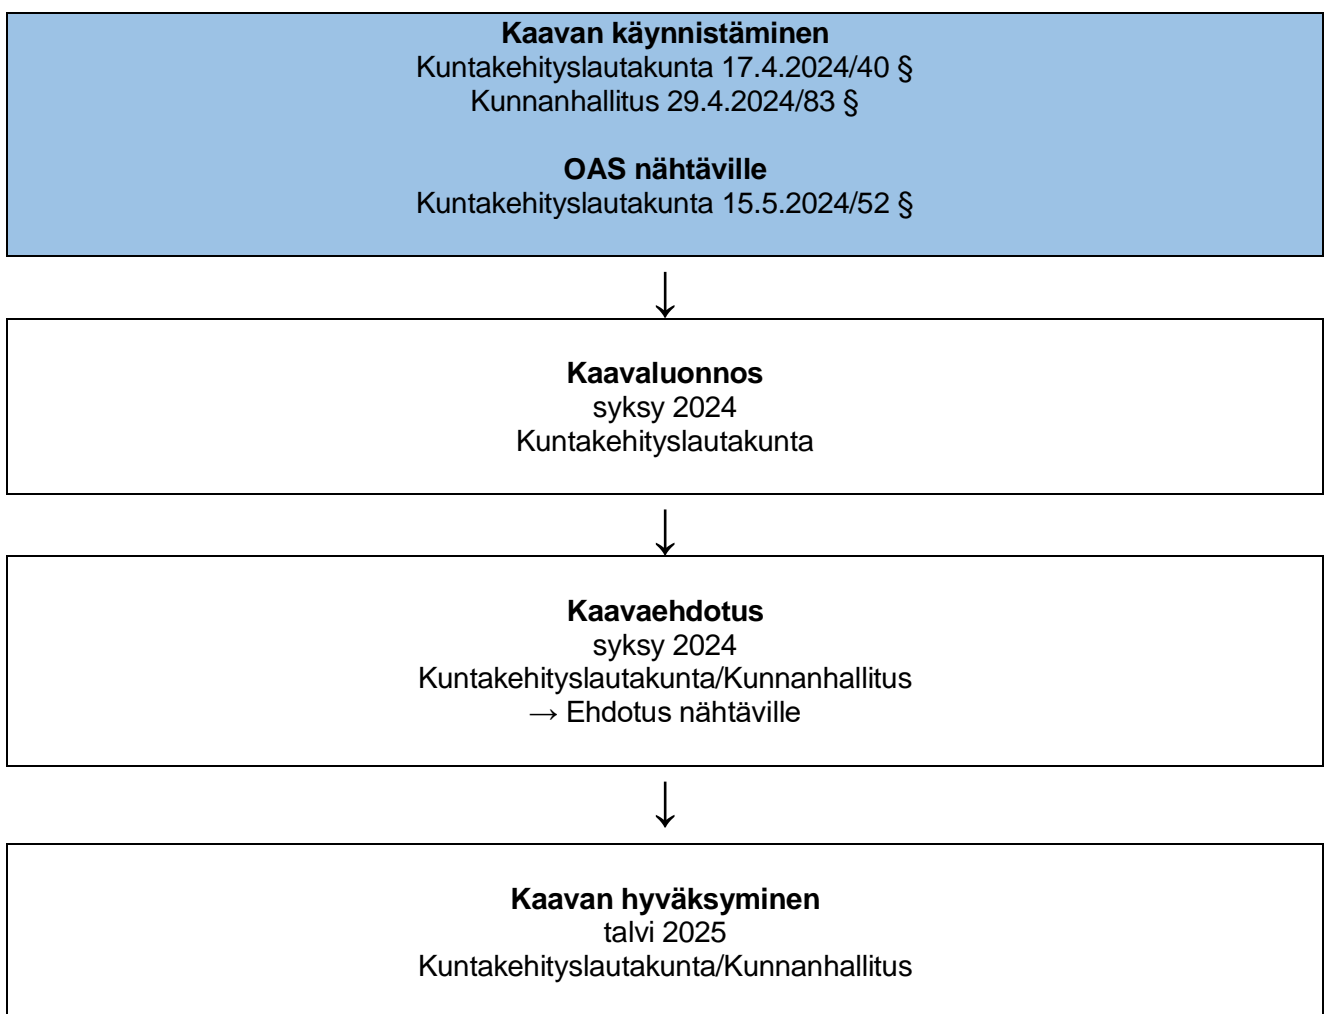 Kaavan käynnistäminen
Kuntakehityslautakunta 17.4.2024/40 §
Kunnanhallitus 29.4.2024/83 §
OAS nähtäville
Kuntakehityslautakunta 15.5.2024/52 §
↓
Kaavaluonnos
syksy 2024
Kuntakehityslautakunta
↓
Kaavaehdotus
syksy 2024
Kuntakehityslautakunta/Kunnanhallitus
→ Ehdotus nähtäville
↓
Kaavan hyväksyminen
talvi 2025
Kuntakehityslautakunta/Kunnanhallitus